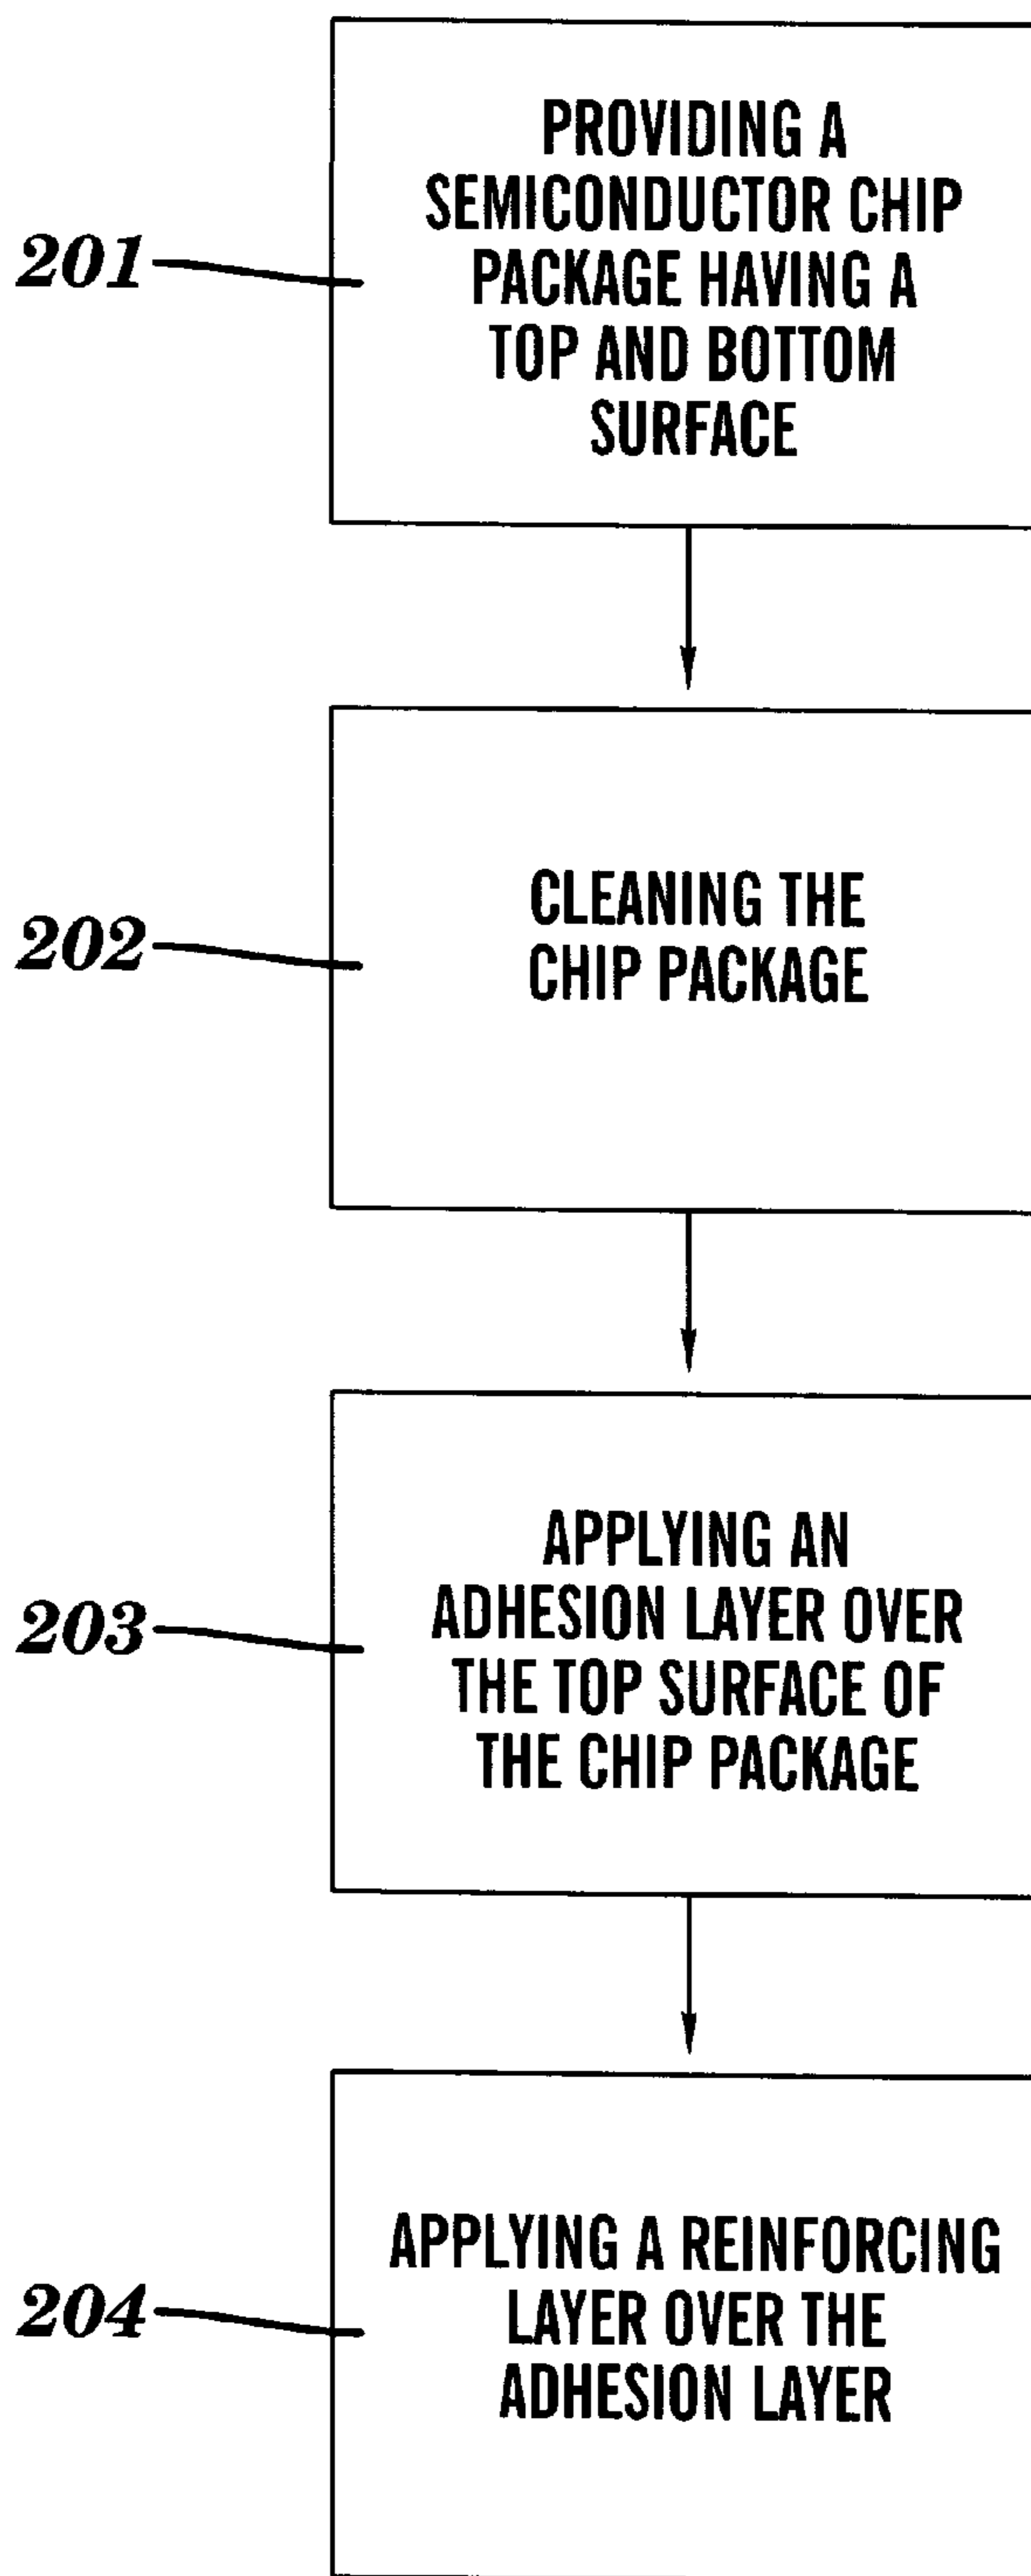 PROVIDING A
SEMICONDUCTOR CHIP
PACKAGE HAVING A
TOP AND BOTTOM
SURFACE
201
CLEANING THE
CHIP PACKAGE
202
APPLYING AN
ADHESION LAYER OVER
THE TOP SURFACE OF
THE CHIP PACKAGE
203
APPLYING A REINFORCING
LAYER OVER THE
ADHESION LAYER
204